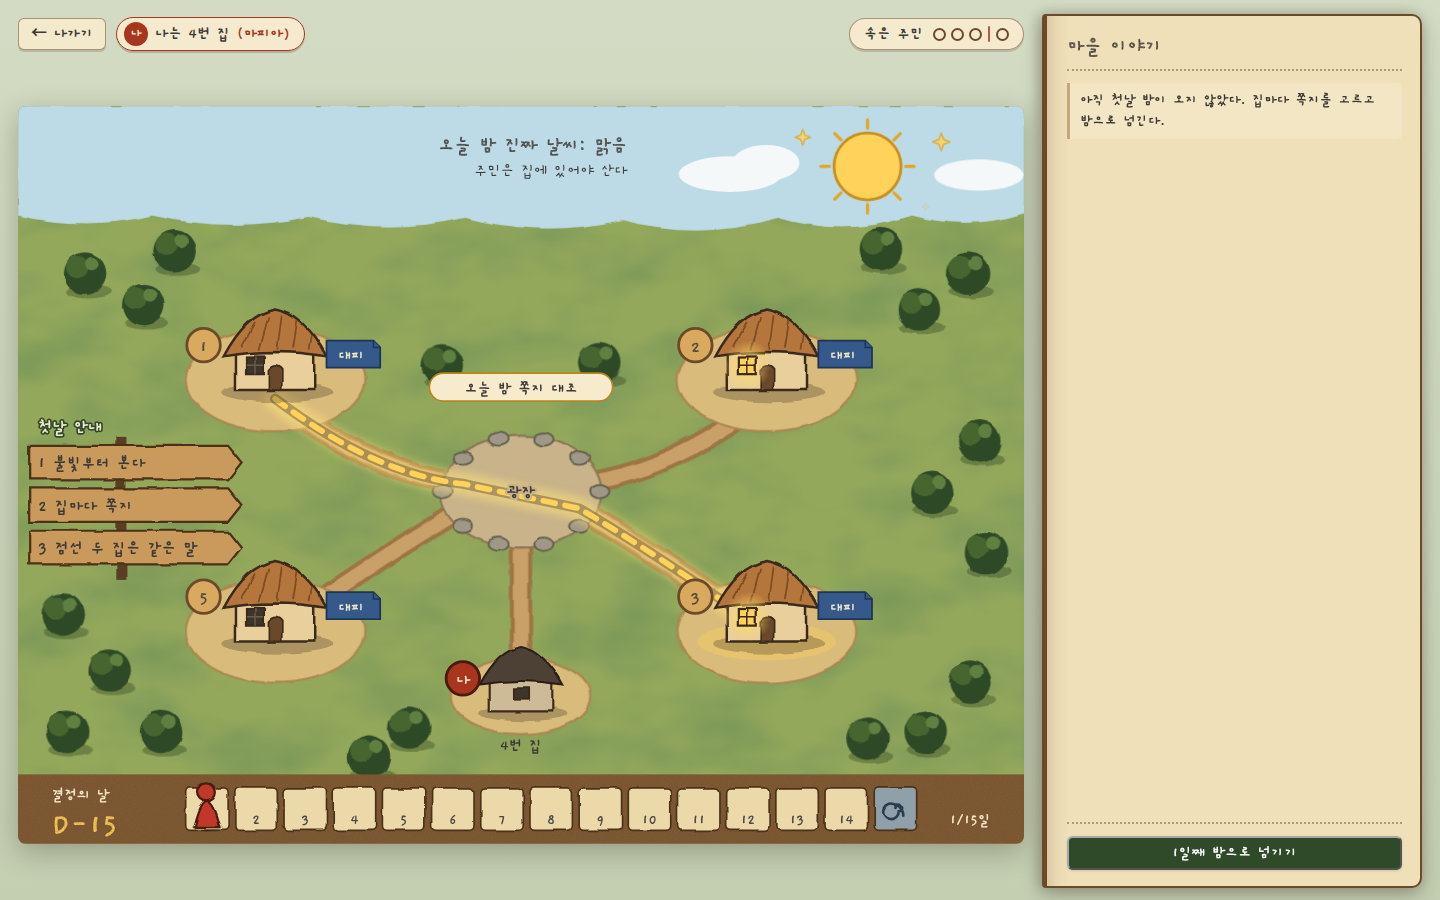 ← 나가기
나 나는 4번 집 (마피아)
속은 주민
마을 이야기
아직 첫날 밤이 오지 않았다. 집마다 쪽지를 고르고
밤으로 넘긴다.
오늘 밤 진짜 날씨: 맑음
주민은 집에 있어야 산다
1
대피
2
대피
오늘 밤 쪽지 대조
첫날 안내
1 불빛부터 본다
2 집마다 쪽지
3 점선 두 집은 같은 말
광장
5
대피
3
대피
나
4번 집
결정의 날
D-15
2 3 4 5 6 7 8 9 10 11 12 13 14
1/15일
1일째 밤으로 넘기기